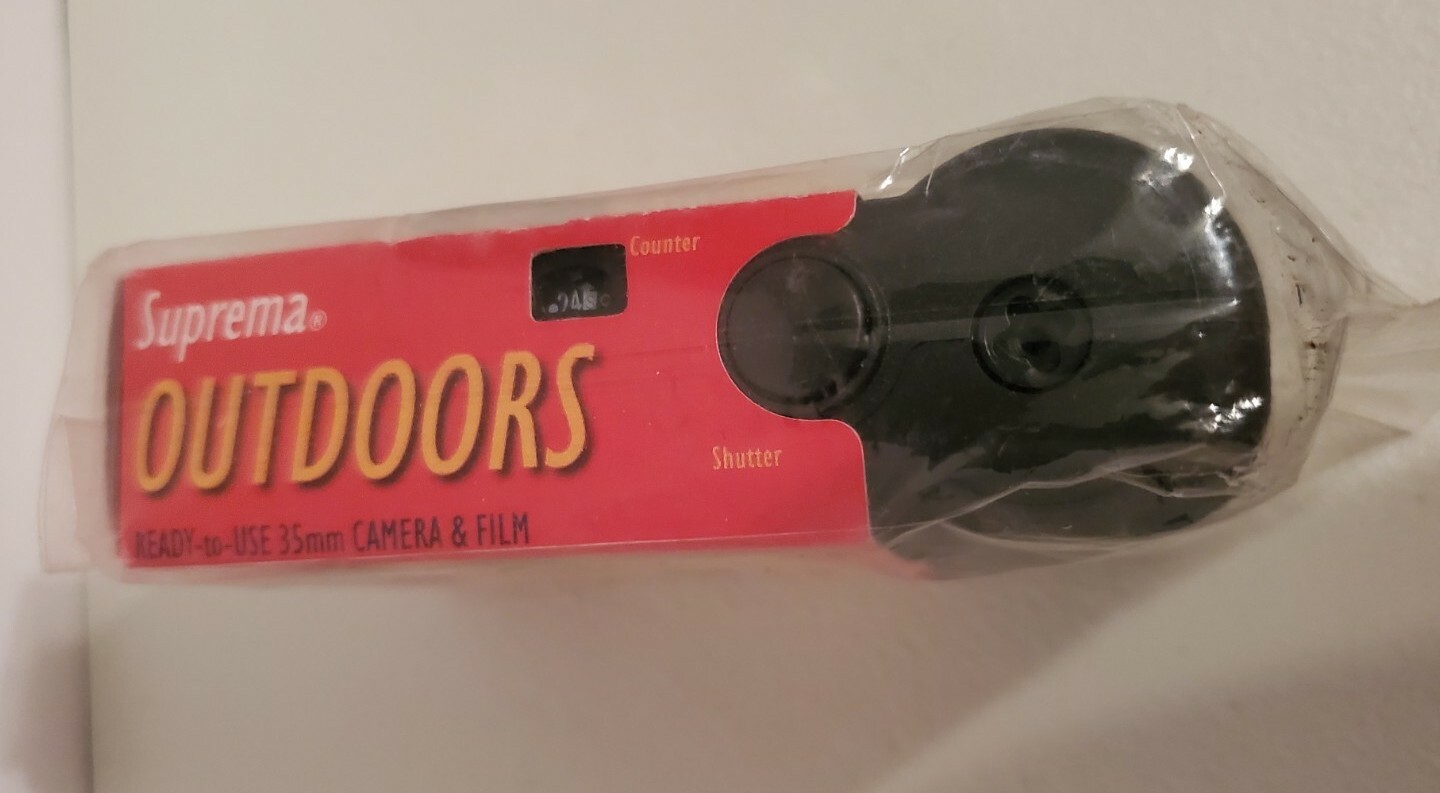 Counter
Suprema®
OUTDOORS
Shutter
READY-to-USE 35mm CAMERA & FILM